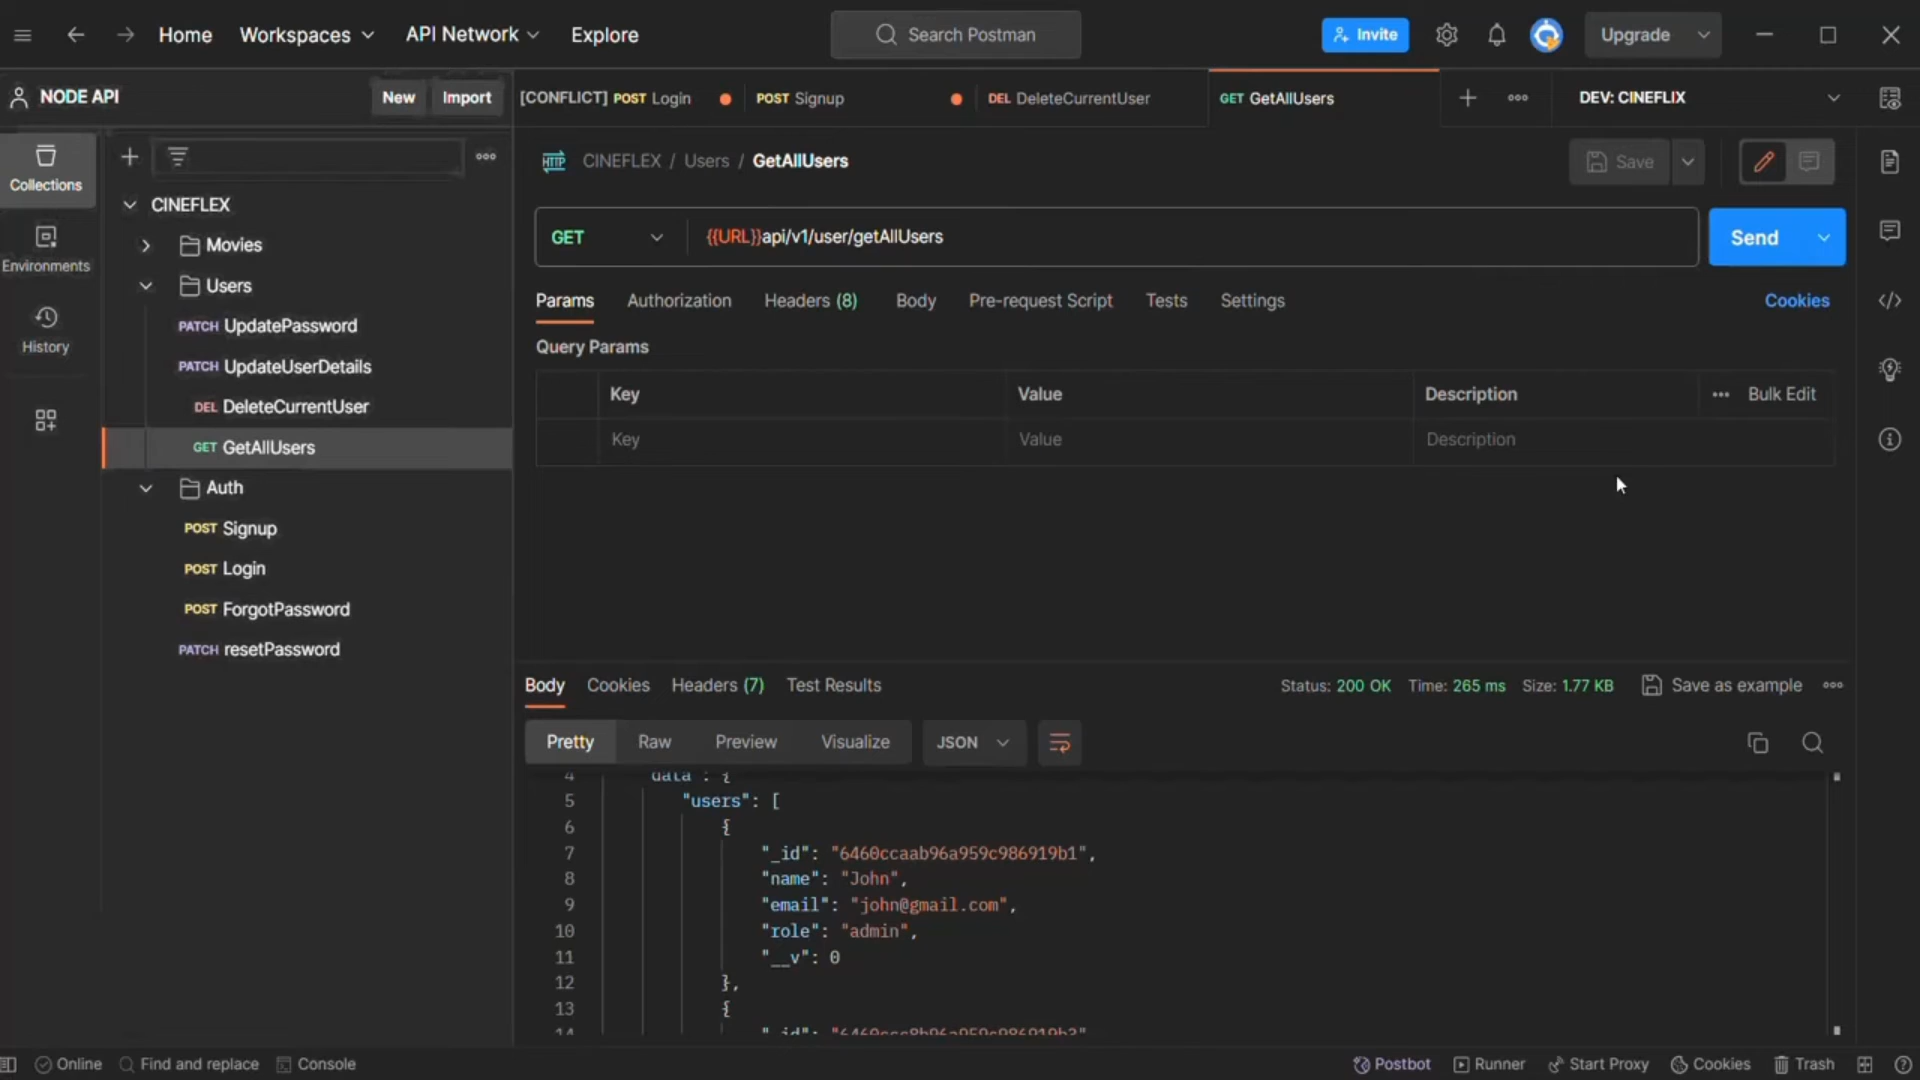 Home Workspaces API Network Explore Search Postman Invite Upgrade
NODE API New Import [CONFLICT] POST Login POST Signup DEL DeleteCurrentUser GET GetAllUsers DEV: CINEFLIX
HTTP CINEFLEX / Users / GetAllUsers Save
Collections
CINEFLEX
Movies
GET {{URL}}api/v1/user/getAllUsers Send
Environments
Users
Params Authorization Headers (8) Body Pre-request Script Tests Settings Cookies
PATCH UpdatePassword
History
Query Params
PATCH UpdateUserDetails
Key Value Description Bulk Edit
DEL DeleteCurrentUser
Key Value Description
GET GetAllUsers
Auth
POST Signup
POST Login
POST ForgotPassword
PATCH resetPassword
Body Cookies Headers (7) Test Results Status: 200 OK Time: 265 ms Size: 1.77 KB Save as example
Pretty Raw Preview Visualize JSON
4 data : {
5 "users": [
6 {
7 "_id": "6460ccaab96a959c986919b1",
8 "name": "John",
9 "email": "john@gmail.com",
10 "role": "admin",
11 "__v": 0
12 },
13 {
14
Online Find and replace Console Postbot Runner Start Proxy Cookies Trash